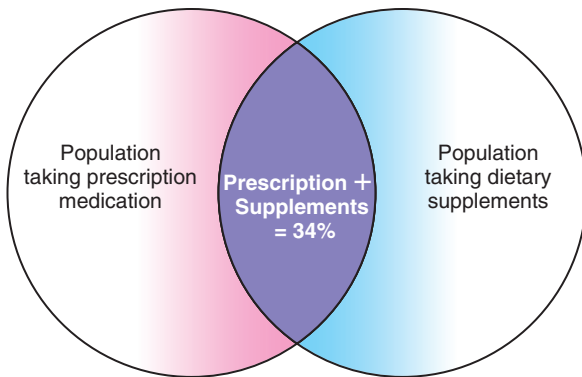 Population
taking prescription
medication
Prescription +
Supplements
= 34%
Population
taking dietary
supplements